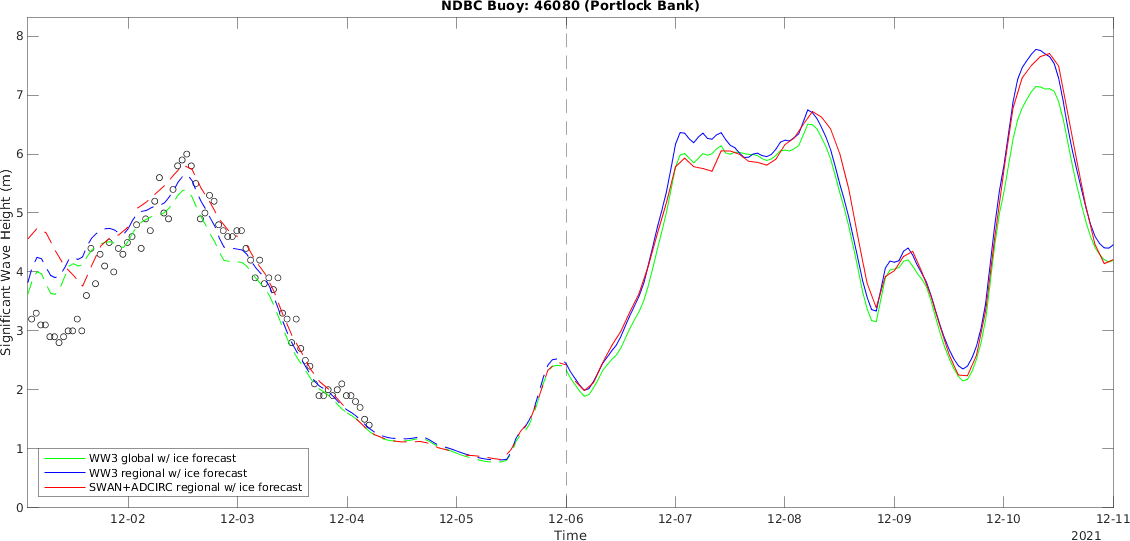 NDBC Buoy: 46080 (Portlock Bank)
8
7
6
5
4
3
2
1
0
Significant Wave Height (m)
WW3 global w/ ice forecast
WW3 regional w/ ice forecast
SWAN+ADCIRC regional w/ ice forecast
12-02 12-03 12-04 12-05 12-06 12-07 12-08 12-09 12-10 12-11
Time
2021